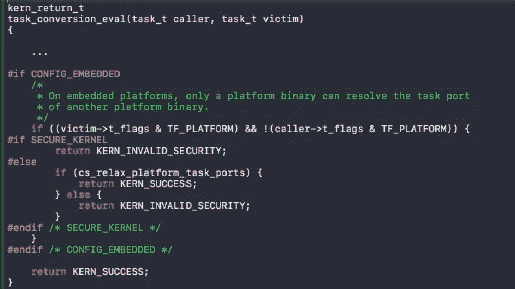 kern_return_t
task_conversion_eval(task_t caller, task_t victim)
{
...
#if CONFIG_EMBEDDED
/*
* On embedded platforms, only a platform binary can resolve the task port
* of another platform binary.
*/
if ((victim->t_flags & TF_PLATFORM) && !(caller->t_flags & TF_PLATFORM)) {
#if SECURE_KERNEL
return KERN_INVALID_SECURITY;
#else
if (cs_relax_platform_task_ports) {
return KERN_SUCCESS;
} else {
return KERN_INVALID_SECURITY;
}
#endif /* SECURE_KERNEL */
}
#endif /* CONFIG_EMBEDDED */
return KERN_SUCCESS;
}